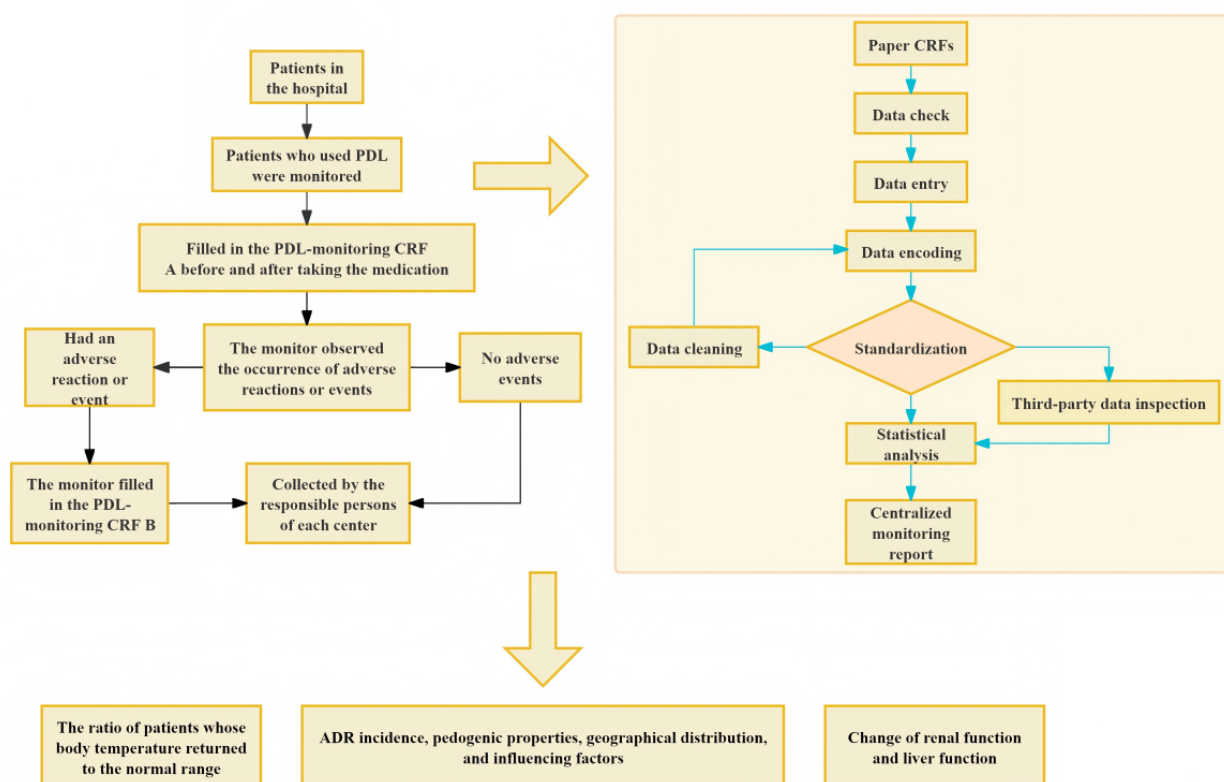 Patients in
the hospital
Patients who used PDL
were monitored
Filled in the PDL-monitoring CRF
A before and after taking the medication
Had an
adverse
reaction or
event
The monitor observed
the occurrence of adverse
reactions or events
No adverse
events
The monitor filled
in the PDL-
monitoring CRF B
Collected by the
responsible persons
of each center
Paper CRFs
Data check
Data entry
Data encoding
Data cleaning
Standardization
Third-party data inspection
Statistical
analysis
Centralized
monitoring
report
The ratio of patients whose
body temperature returned
to the normal range
ADR incidence, pedogenic properties, geographical distribution,
and influencing factors
Change of renal function
and liver function